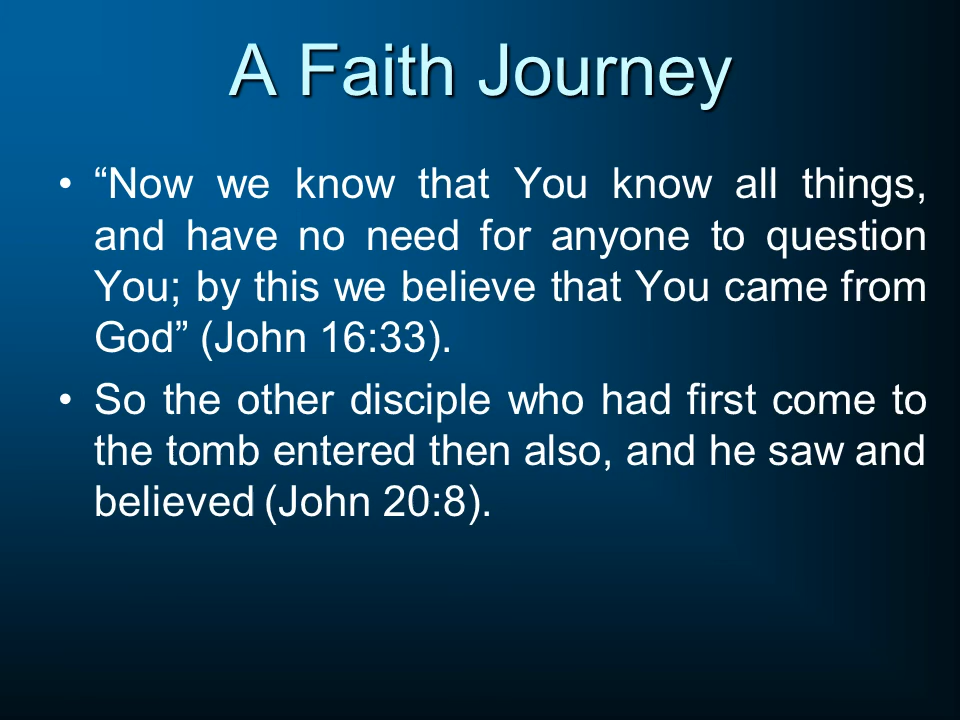 A Faith Journey
• “Now we know that You know all things,
and have no need for anyone to question
You; by this we believe that You came from
God” (John 16:33).
• So the other disciple who had first come to
the tomb entered then also, and he saw and
believed (John 20:8).